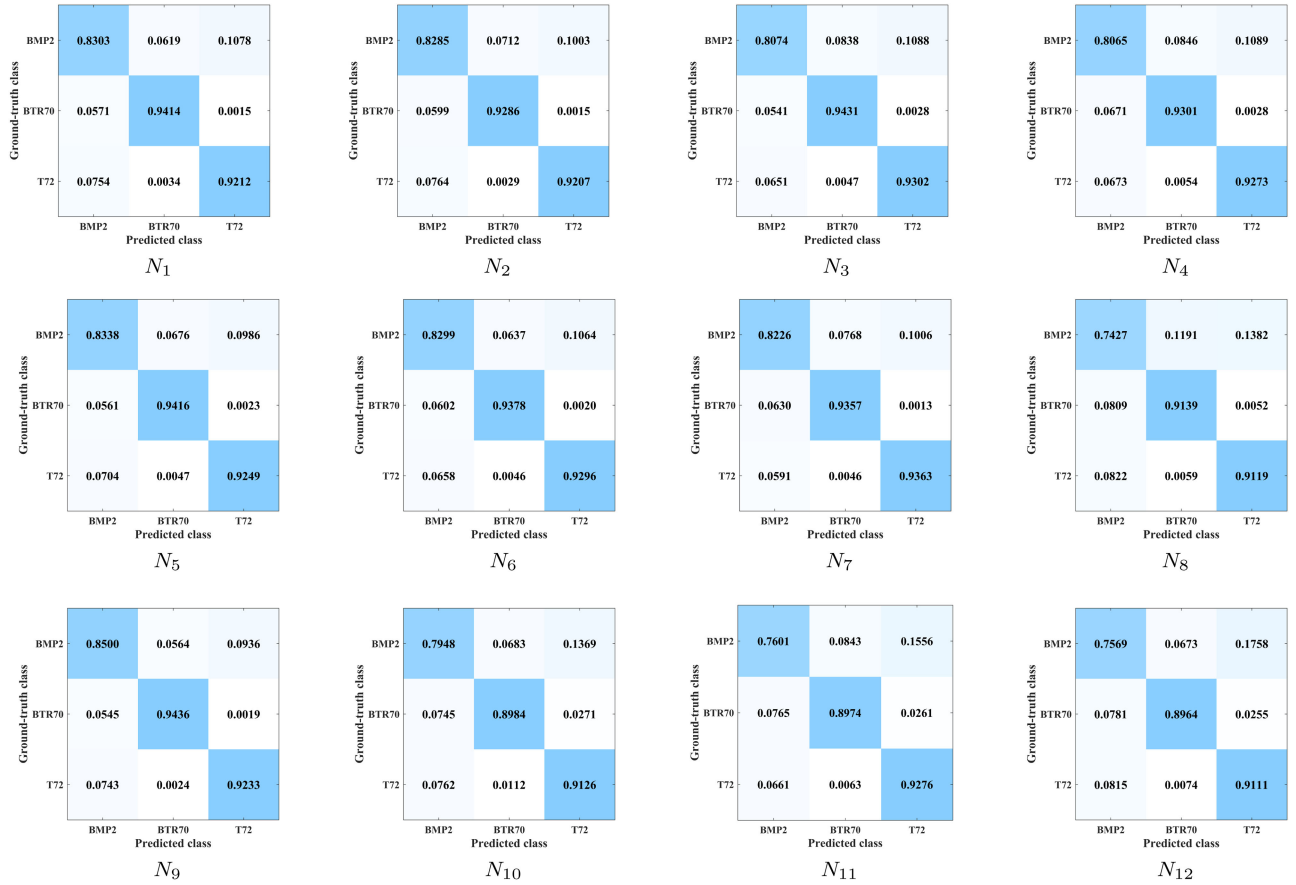 BMP2 0.8303 0.0619 0.1078
BTR70 0.0571 0.9414 0.0015
T72 0.0754 0.0034 0.9212
Ground-truth class
BMP2 BTR70 T72
Predicted class
N1
BMP2 0.8285 0.0712 0.1003
BTR70 0.0599 0.9286 0.0015
T72 0.0764 0.0029 0.9207
Ground-truth class
BMP2 BTR70 T72
Predicted class
N2
BMP2 0.8074 0.0838 0.1088
BTR70 0.0541 0.9431 0.0028
T72 0.0651 0.0047 0.9302
Ground-truth class
BMP2 BTR70 T72
Predicted class
N3
BMP2 0.8065 0.0846 0.1089
BTR70 0.0671 0.9301 0.0028
T72 0.0673 0.0054 0.9273
Ground-truth class
BMP2 BTR70 T72
Predicted class
N4
BMP2 0.8338 0.0676 0.0986
BTR70 0.0561 0.9416 0.0023
T72 0.0704 0.0047 0.9249
Ground-truth class
BMP2 BTR70 T72
Predicted class
N5
BMP2 0.8299 0.0637 0.1064
BTR70 0.0602 0.9378 0.0020
T72 0.0658 0.0046 0.9296
Ground-truth class
BMP2 BTR70 T72
Predicted class
N6
BMP2 0.8226 0.0768 0.1006
BTR70 0.0630 0.9357 0.0013
T72 0.0591 0.0046 0.9363
Ground-truth class
BMP2 BTR70 T72
Predicted class
N7
BMP2 0.7427 0.1191 0.1382
BTR70 0.0809 0.9139 0.0052
T72 0.0822 0.0059 0.9119
Ground-truth class
BMP2 BTR70 T72
Predicted class
N8
BMP2 0.8500 0.0564 0.0936
BTR70 0.0545 0.9436 0.0019
T72 0.0743 0.0024 0.9233
Ground-truth class
BMP2 BTR70 T72
Predicted class
N9
BMP2 0.7948 0.0683 0.1369
BTR70 0.0745 0.8984 0.0271
T72 0.0762 0.0112 0.9126
Ground-truth class
BMP2 BTR70 T72
Predicted class
N10
BMP2 0.7601 0.0843 0.1556
BTR70 0.0765 0.8974 0.0261
T72 0.0661 0.0063 0.9276
Ground-truth class
BMP2 BTR70 T72
Predicted class
N11
BMP2 0.7569 0.0673 0.1758
BTR70 0.0781 0.8964 0.0255
T72 0.0815 0.0074 0.9111
Ground-truth class
BMP2 BTR70 T72
Predicted class
N12